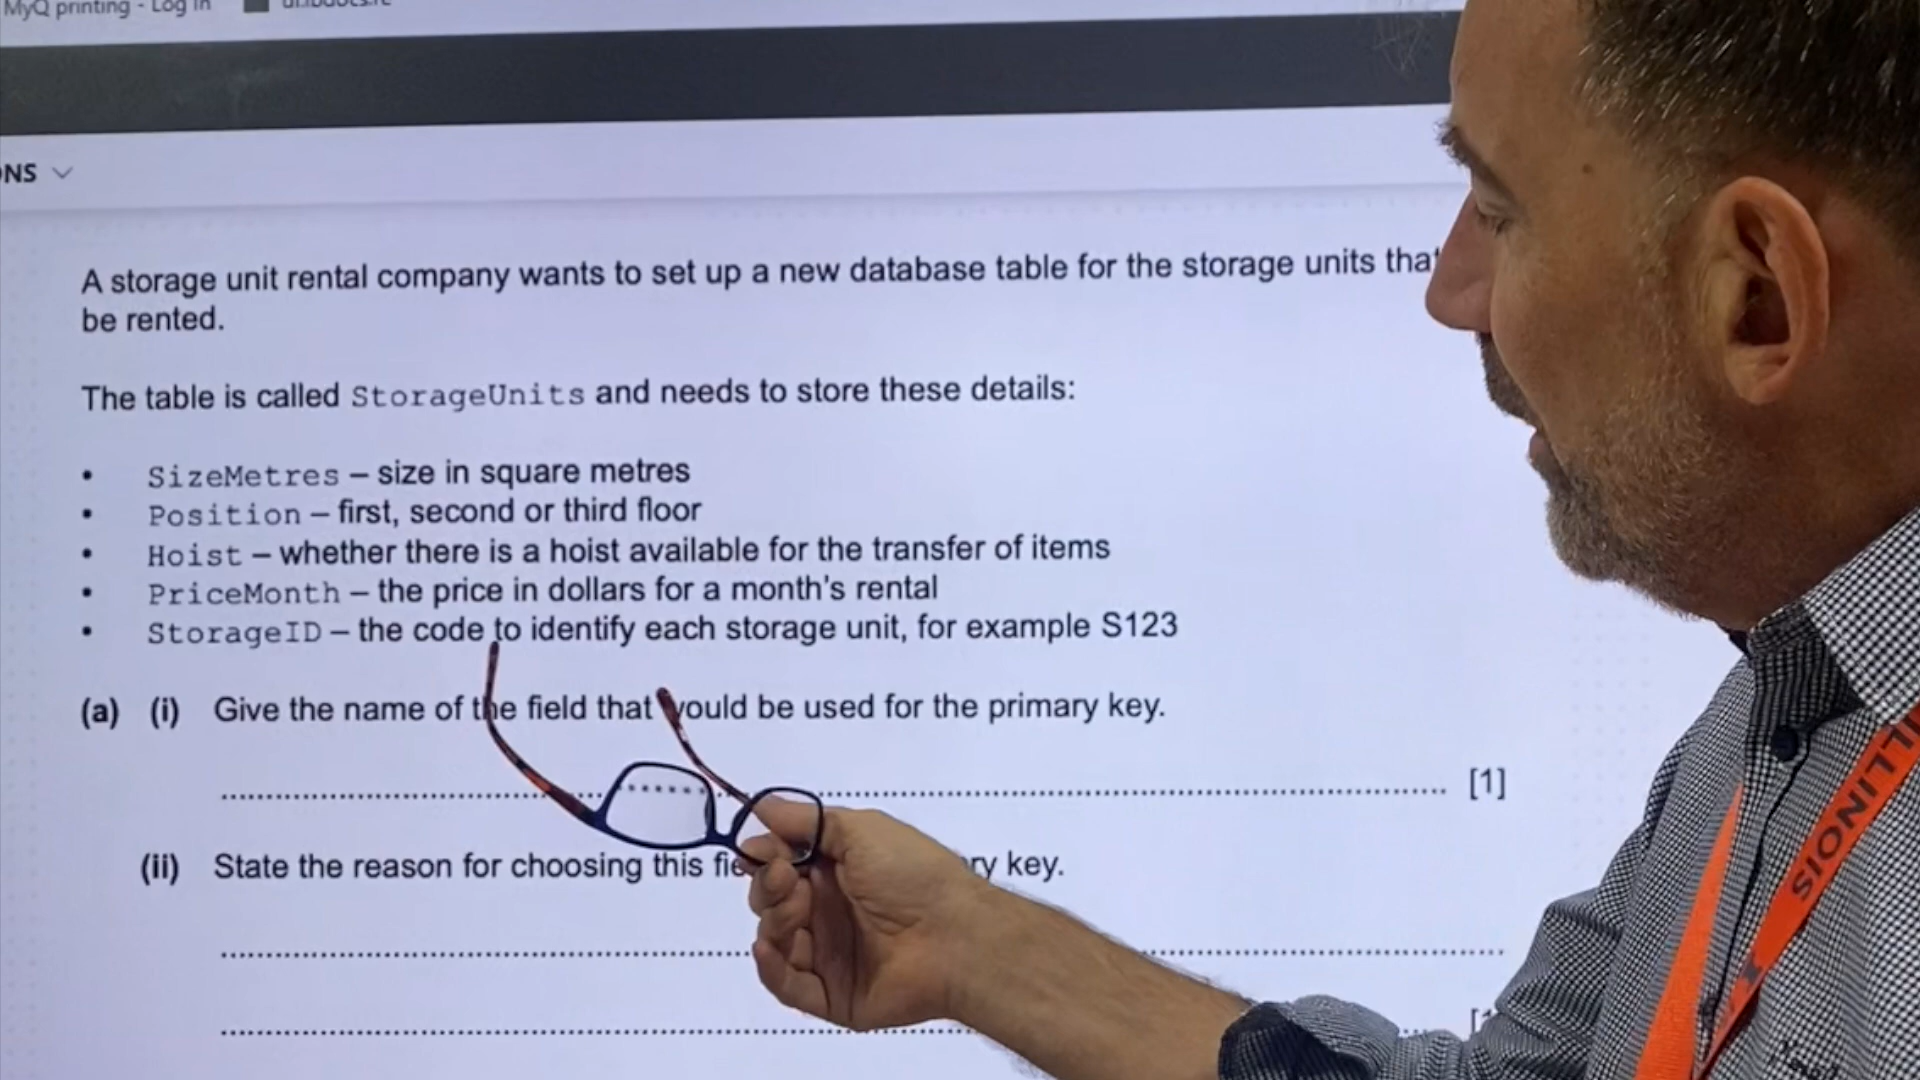 MyQ printing - Log in
NS
A storage unit rental company wants to set up a new database table for the storage units that
be rented.
The table is called StorageUnits and needs to store these details:
• SizeMetres – size in square metres
• Position – first, second or third floor
• Hoist – whether there is a hoist available for the transfer of items
• PriceMonth – the price in dollars for a month's rental
• StorageID – the code to identify each storage unit, for example S123
(a) (i) Give the name of the field that would be used for the primary key.
[1]
(ii) State the reason for choosing this key.
ILLINOIS